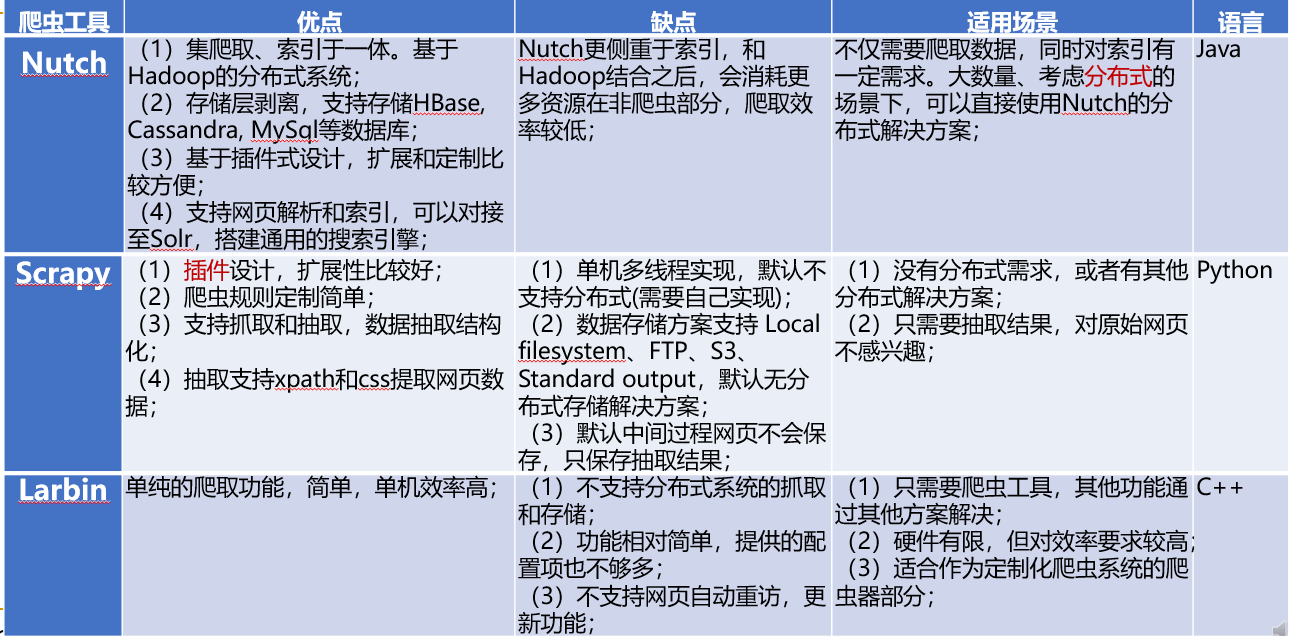 爬虫工具
优点
缺点
适用场景
语言
Nutch
（1）集爬取、索引于一体。基于
Hadoop的分布式系统；
（2）存储层剥离，支持存储HBase,
Cassandra, MySql等数据库；
（3）基于插件式设计，扩展和定制比
较方便；
（4）支持网页解析和索引，可以对接
至Solr，搭建通用的搜索引擎；
Nutch更侧重于索引，和
Hadoop结合之后，会消耗更
多资源在非爬虫部分，爬取效
率较低；
不仅需要爬取数据，同时对索引有
一定需求。大数量、考虑分布式的
场景下，可以直接使用Nutch的分
布式解决方案；
Java
Scrapy
（1）插件设计，扩展性比较好；
（2）爬虫规则定制简单；
（3）支持抓取和抽取，数据抽取结构
化；
（4）抽取支持xpath和css提取网页数
据；
（1）单机多线程实现，默认不
支持分布式(需要自己实现)；
（2）数据存储方案支持 Local
filesystem、FTP、S3、
Standard output，默认无分
布式存储解决方案；
（3）默认中间过程网页不会保
存，只保存抽取结果；
（1）没有分布式需求，或者有其他
分布式解决方案；
（2）只需要抽取结果，对原始网页
不感兴趣；
Python
Larbin
单纯的爬取功能，简单，单机效率高；
（1）不支持分布式系统的抓取
和存储；
（2）功能相对简单，提供的配
置项也不够多；
（3）不支持网页自动重访，更
新功能；
（1）只需要爬虫工具，其他功能通
过其他方案解决；
（2）硬件有限，但对效率要求较高；
（3）适合作为定制化爬虫系统的爬
虫器部分；
C++